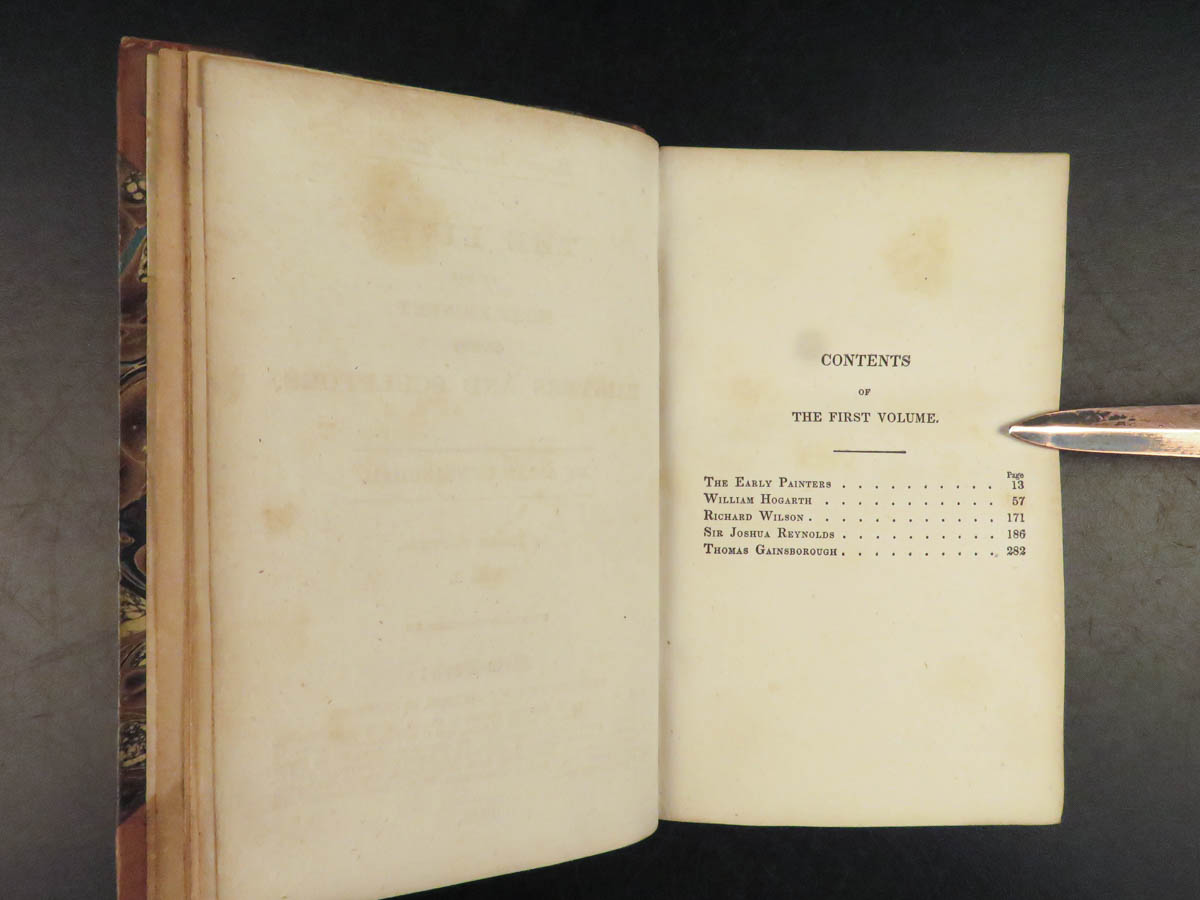 CONTENTS
OF
THE FIRST VOLUME.
Page
The Early Painters . . . . . . . . . . 13
William Hogarth . . . . . . . . . . . 57
Richard Wilson . . . . . . . . . . . . 171
Sir Joshua Reynolds . . . . . . . . . . 186
Thomas Gainsborough . . . . . . . . . . 282